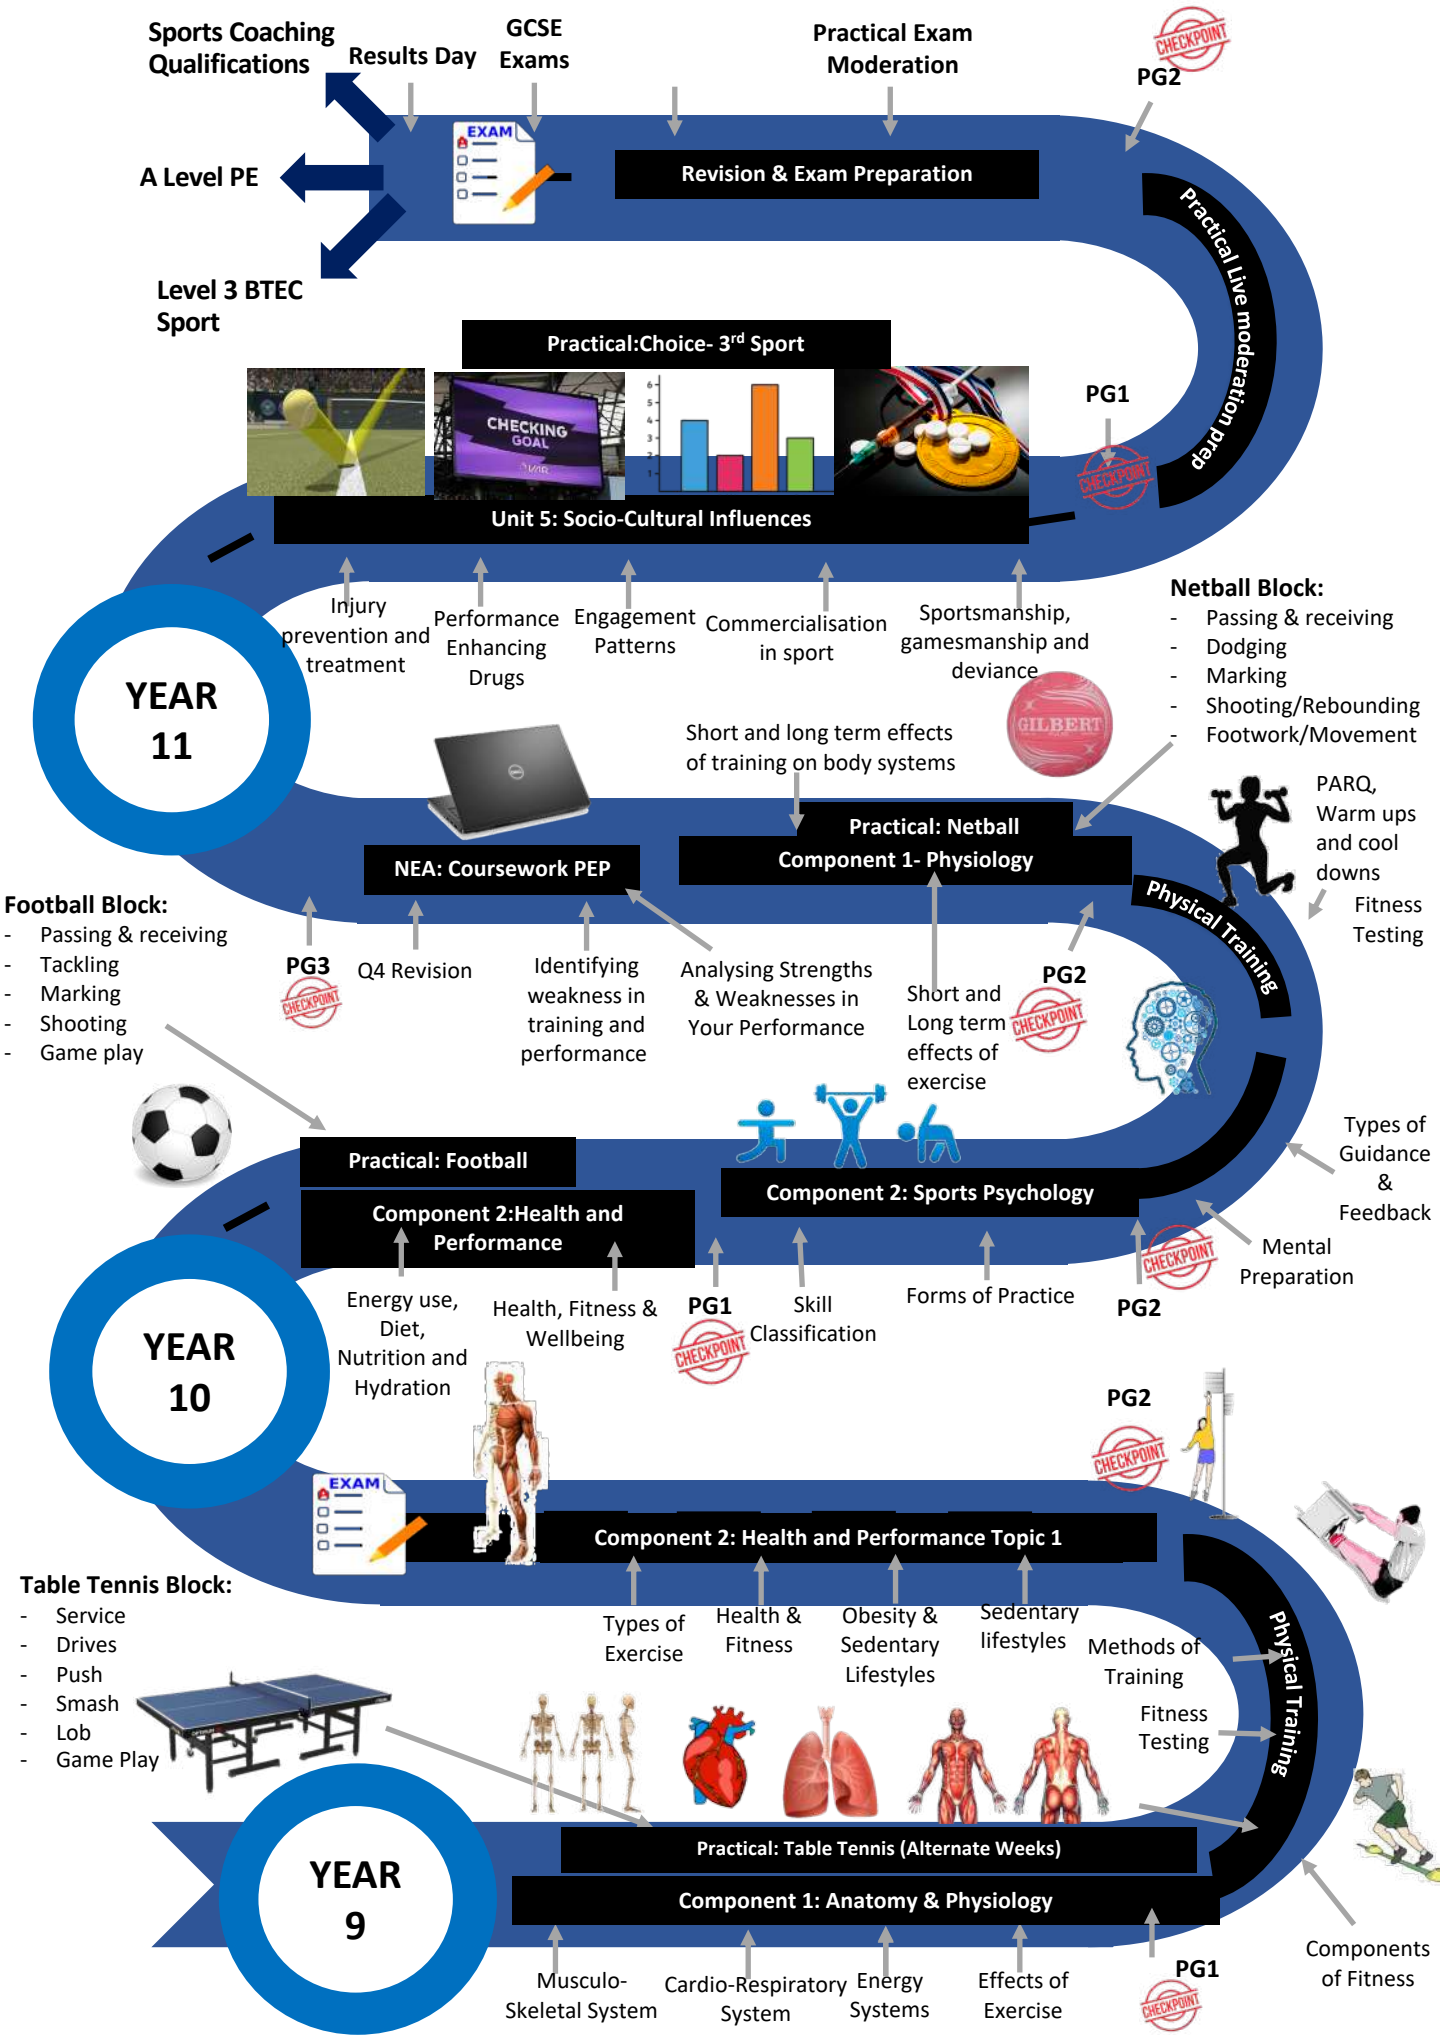 Sports Coaching
Qualifications
Results Day
GCSE
Exams
Practical Exam
Moderation
CHECKPOINT
PG2
EXAM
A Level PE
Revision & Exam Preparation
Practical Live moderation prep
Level 3 BTEC
Sport
Practical:Choice- 3rd Sport
CHECKING
GOAL
VAR
6
5
4
3
2
1
PG1
CHECKPOINT
Unit 5: Socio-Cultural Influences
Injury
prevention and
treatment
Performance
Enhancing
Drugs
Engagement
Patterns
Commercialisation
in sport
Sportsmanship,
gamesmanship and
deviance
Netball Block:
- Passing & receiving
- Dodging
- Marking
- Shooting/Rebounding
- Footwork/Movement
YEAR
11
GILBERT
Short and long term effects
of training on body systems
DELL
PARQ,
Warm ups
and cool
downs
Practical: Netball
Component 1- Physiology
NEA: Coursework PEP
Physical Training
Fitness
Testing
Football Block:
- Passing & receiving
- Tackling
- Marking
- Shooting
- Game play
PG3
CHECKPOINT
Q4 Revision
Identifying
weakness in
training and
performance
Analysing Strengths
& Weaknesses in
Your Performance
Short and
Long term
effects of
exercise
PG2
CHECKPOINT
Types of
Guidance
&
Feedback
Practical: Football
Component 2:Health and
Performance
Component 2: Sports Psychology
CHECKPOINT
Mental
Preparation
Energy use,
Diet,
Nutrition and
Hydration
Health, Fitness &
Wellbeing
PG1
CHECKPOINT
Skill
Classification
Forms of Practice
PG2
YEAR
10
PG2
CHECKPOINT
EXAM
Component 2: Health and Performance Topic 1
Types of
Exercise
Health &
Fitness
Obesity &
Sedentary
Lifestyles
Sedentary
lifestyles
Methods of
Training
Fitness
Testing
Physical Training
Table Tennis Block:
- Service
- Drives
- Push
- Smash
- Lob
- Game Play
YEAR
9
Practical: Table Tennis (Alternate Weeks)
Component 1: Anatomy & Physiology
Musculo-
Skeletal System
Cardio-Respiratory
System
Energy
Systems
Effects of
Exercise
PG1
CHECKPOINT
Components
of Fitness